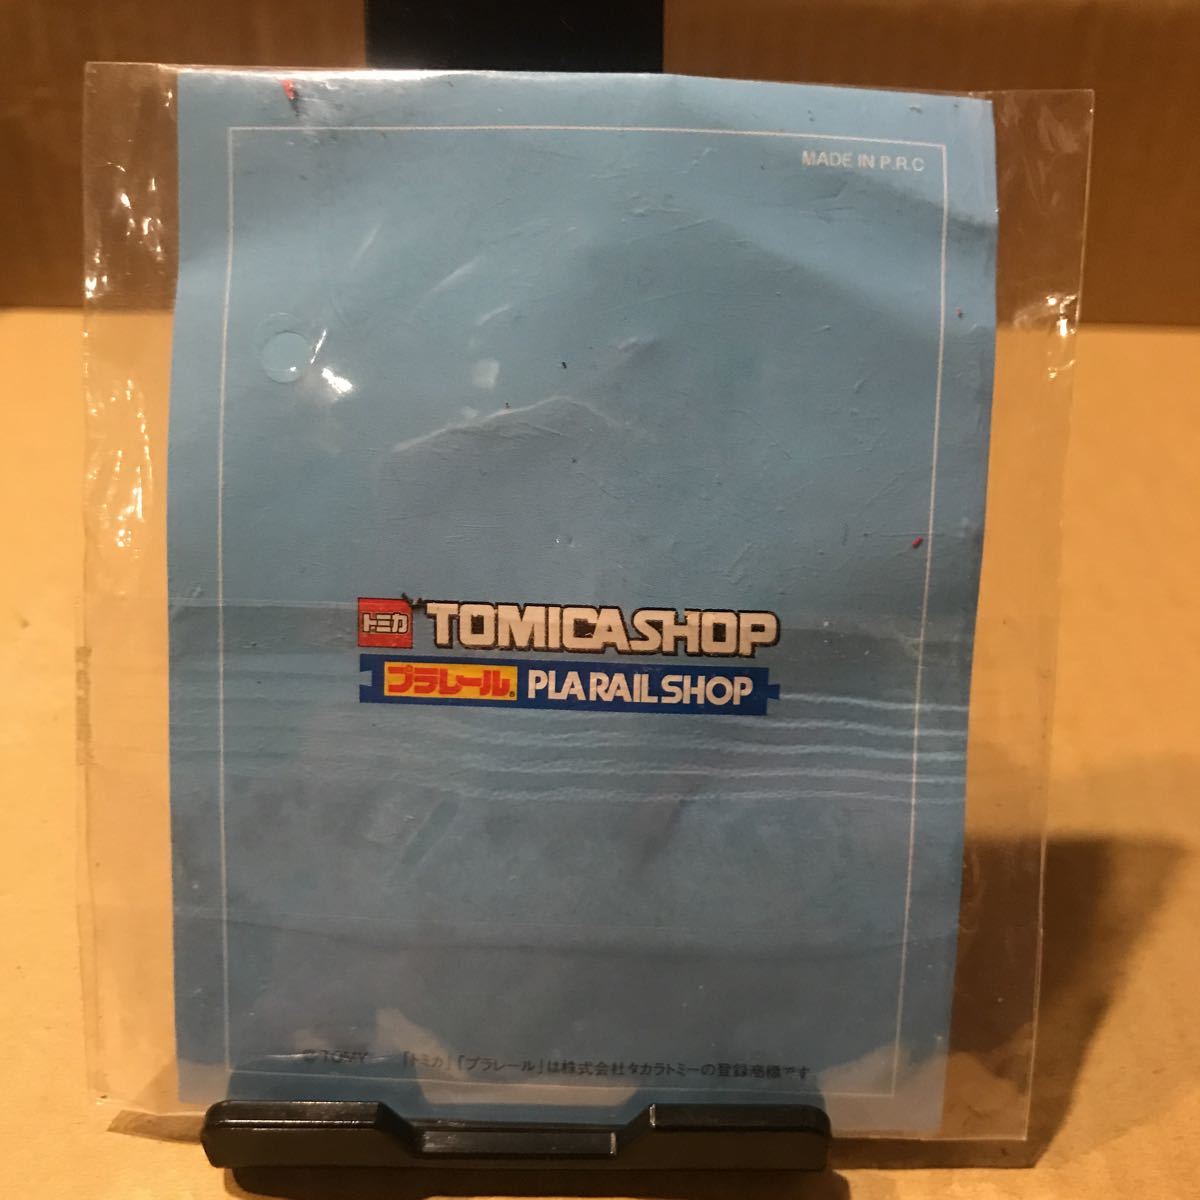 MADE IN P.R.C
トミカ TOMICASHOP
プラレール® PLARAIL SHOP
© TOMY 「トミカ」「プラレール」は株式会社タカラトミーの登録商標です